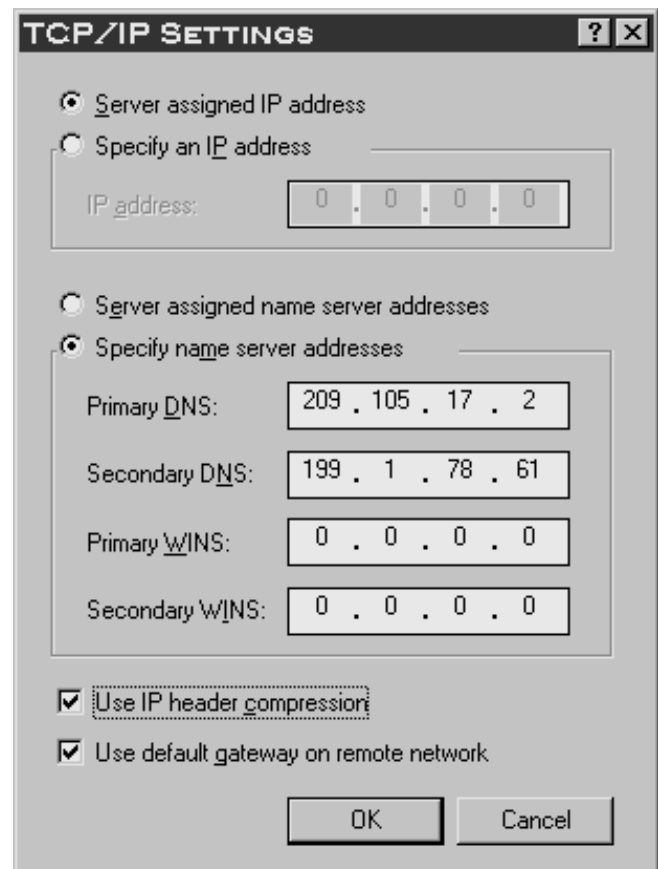 TCP/IP SETTINGS ? X
Server assigned IP address
Specify an IP address
IP address: 0 . 0 . 0 . 0
Server assigned name server addresses
Specify name server addresses
Primary DNS: 209 . 105 . 17 . 2
Secondary DNS: 199 . 1 . 78 . 61
Primary WINS: 0 . 0 . 0 . 0
Secondary WINS: 0 . 0 . 0 . 0
Use IP header compression
Use default gateway on remote network
OK Cancel